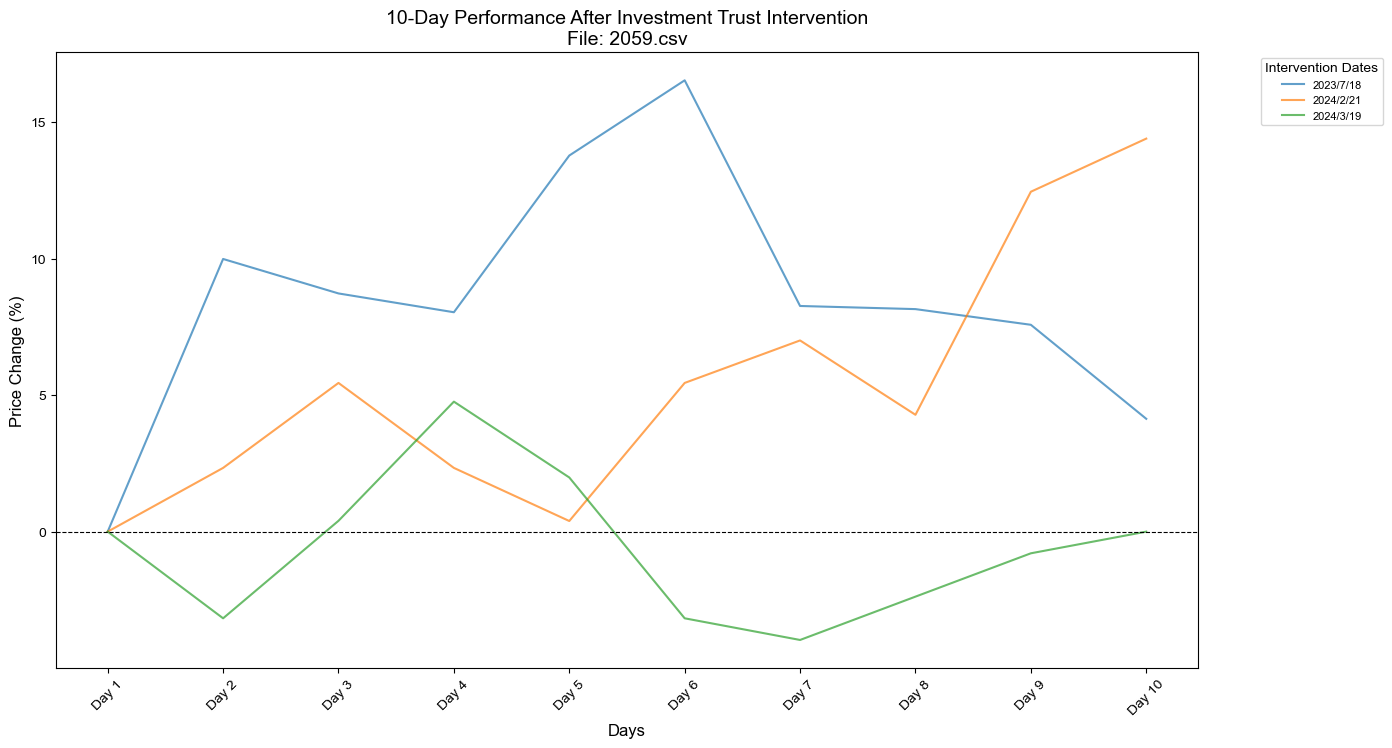 10-Day Performance After Investment Trust Intervention
File: 2059.csv
Intervention Dates
2023/7/18
2024/2/21
2024/3/19
Price Change (%)
15
10
5
0
Day 1
Day 2
Day 3
Day 4
Day 5
Day 6
Day 7
Day 8
Day 9
Day 10
Days